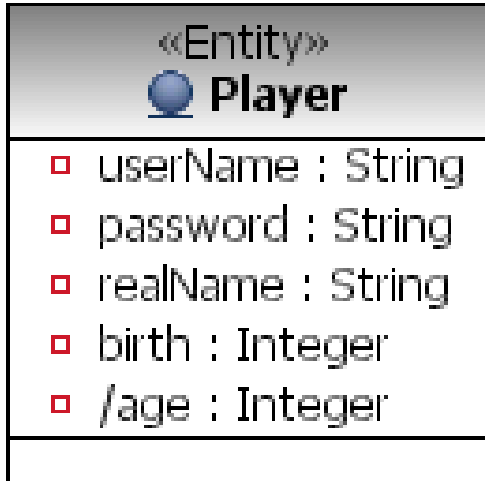 «Entity»
Player
userName : String
password : String
realName : String
birth : Integer
/age : Integer